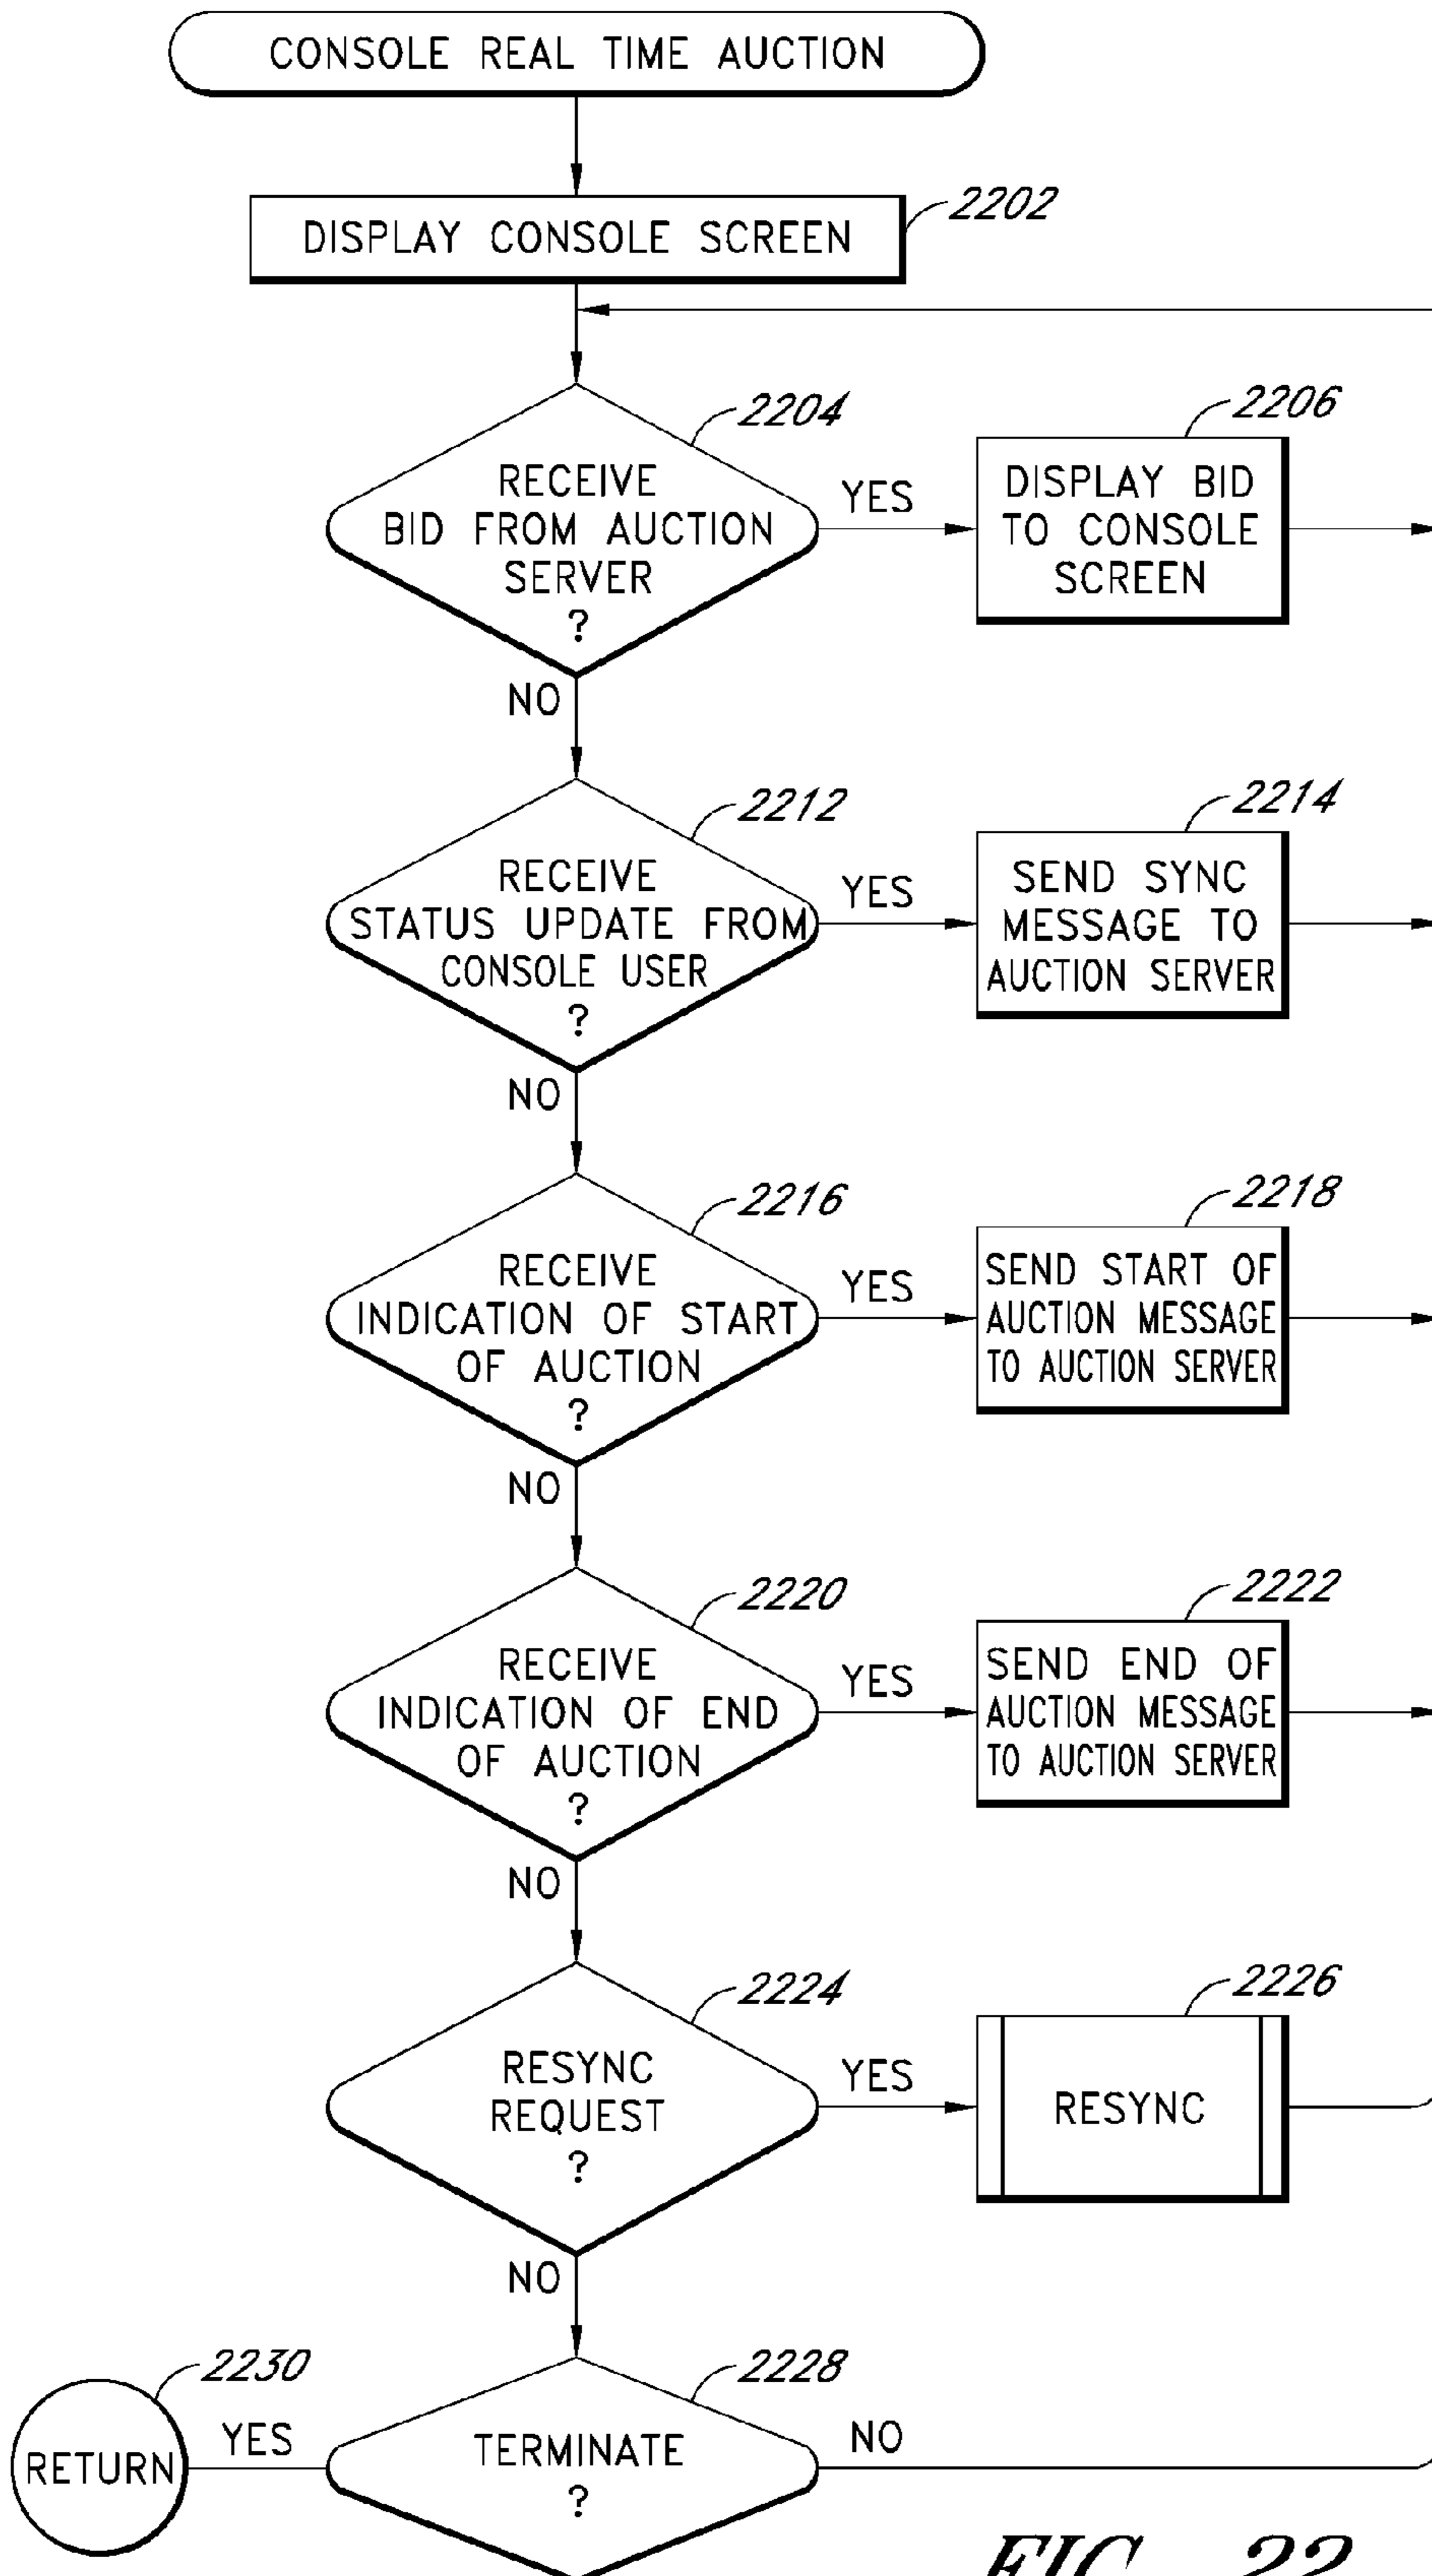 CONSOLE REAL TIME AUCTION
2202
DISPLAY CONSOLE SCREEN
2204
RECEIVE
BID FROM AUCTION
SERVER
?
YES
NO
2206
DISPLAY BID
TO CONSOLE
SCREEN
2212
RECEIVE
STATUS UPDATE FROM
CONSOLE USER
?
YES
NO
2214
SEND SYNC
MESSAGE TO
AUCTION SERVER
2216
RECEIVE
INDICATION OF START
OF AUCTION
?
YES
NO
2218
SEND START OF
AUCTION MESSAGE
TO AUCTION SERVER
2220
RECEIVE
INDICATION OF END
OF AUCTION
?
YES
NO
2222
SEND END OF
AUCTION MESSAGE
TO AUCTION SERVER
2224
RESYNC
REQUEST
?
YES
NO
2226
RESYNC
2228
TERMINATE
?
NO
YES
2230
RETURN
FIG. 22